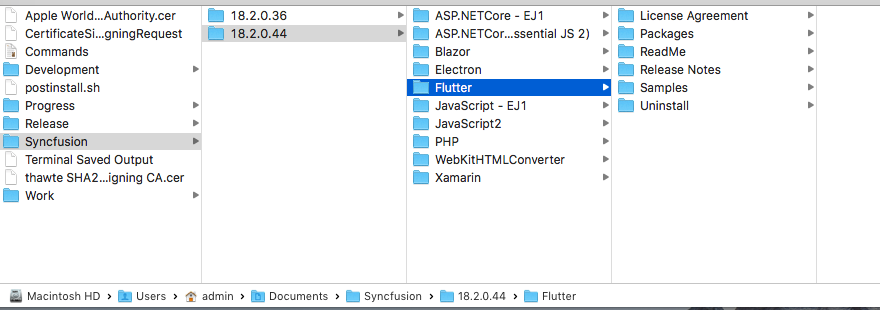 Apple World...Authority.cer
CertificateSi...gningRequest
Commands
Development
postinstall.sh
Progress
Release
Syncfusion
Terminal Saved Output
thawte SHA2...igning CA.cer
Work
18.2.0.36
18.2.0.44
ASP.NETCore - EJ1
ASP.NETCor...ssential JS 2)
Blazor
Electron
Flutter
JavaScript - EJ1
JavaScript2
PHP
WebKitHTMLConverter
Xamarin
License Agreement
Packages
ReadMe
Release Notes
Samples
Uninstall
Macintosh HD › Users › admin › Documents › Syncfusion › 18.2.0.44 › Flutter